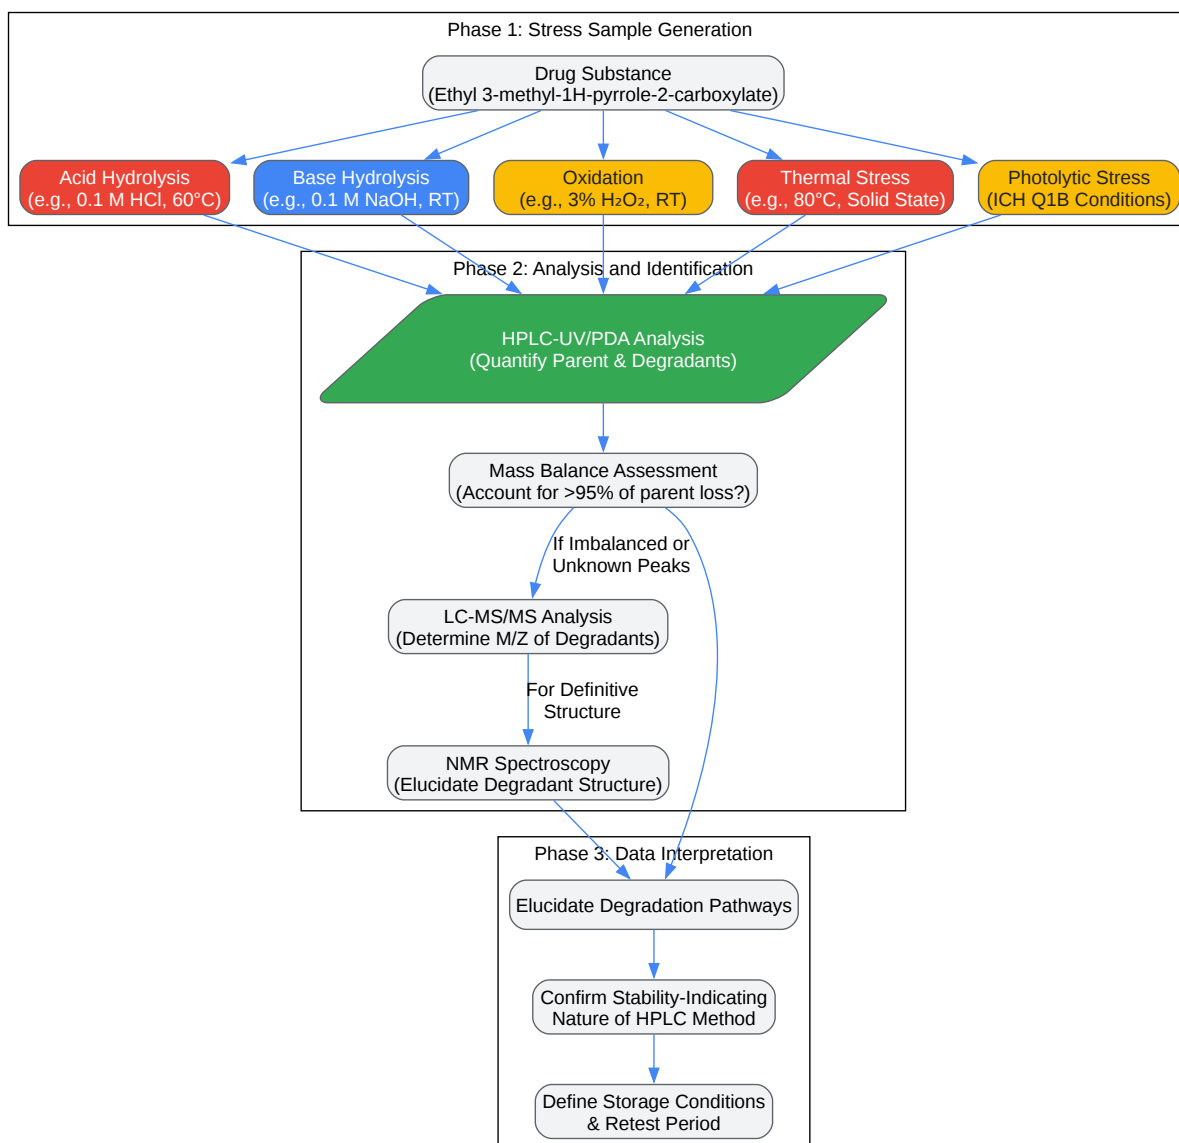 Phase 1: Stress Sample Generation
Drug Substance
(Ethyl 3-methyl-1H-pyrrole-2-carboxylate)
Acid Hydrolysis
(e.g., 0.1 M HCl, 60°C)
Base Hydrolysis
(e.g., 0.1 M NaOH, RT)
Oxidation
(e.g., 3% H₂O₂, RT)
Thermal Stress
(e.g., 80°C, Solid State)
Photolytic Stress
(ICH Q1B Conditions)
Phase 2: Analysis and Identification
HPLC-UV/PDA Analysis
(Quantify Parent & Degradants)
Mass Balance Assessment
(Account for >95% of parent loss?)
If Imbalanced or
Unknown Peaks
LC-MS/MS Analysis
(Determine M/Z of Degradants)
For Definitive
Structure
NMR Spectroscopy
(Elucidate Degradant Structure)
Phase 3: Data Interpretation
Elucidate Degradation Pathways
Confirm Stability-Indicating
Nature of HPLC Method
Define Storage Conditions
& Retest Period